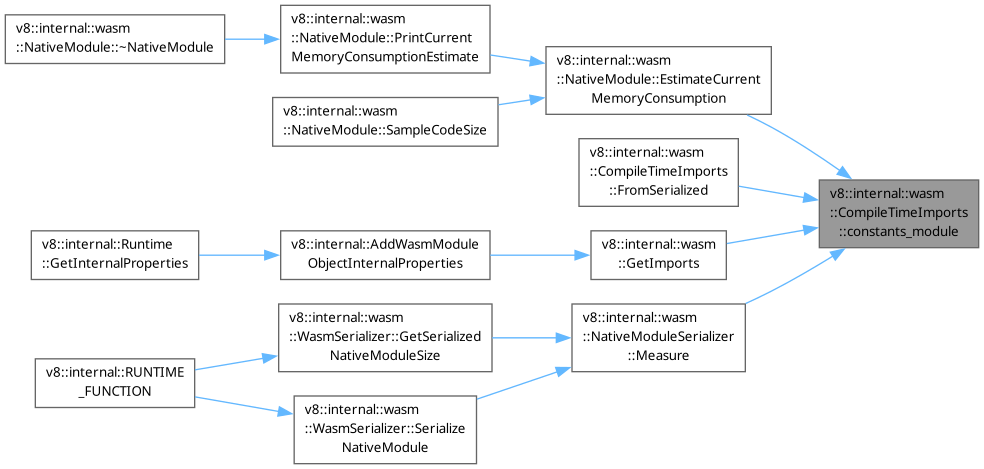 v8::internal::wasm
::NativeModule::~NativeModule
v8::internal::wasm
::NativeModule::PrintCurrent
MemoryConsumptionEstimate
v8::internal::wasm
::NativeModule::SampleCodeSize
v8::internal::wasm
::NativeModule::EstimateCurrent
MemoryConsumption
v8::internal::wasm
::CompileTimeImports
::FromSerialized
v8::internal::wasm
::CompileTimeImports
::constants_module
v8::internal::Runtime
::GetInternalProperties
v8::internal::AddWasmModule
ObjectInternalProperties
v8::internal::wasm
::GetImports
v8::internal::wasm
::WasmSerializer::GetSerialized
NativeModuleSize
v8::internal::wasm
::NativeModuleSerializer
::Measure
v8::internal::RUNTIME
_FUNCTION
v8::internal::wasm
::WasmSerializer::Serialize
NativeModule